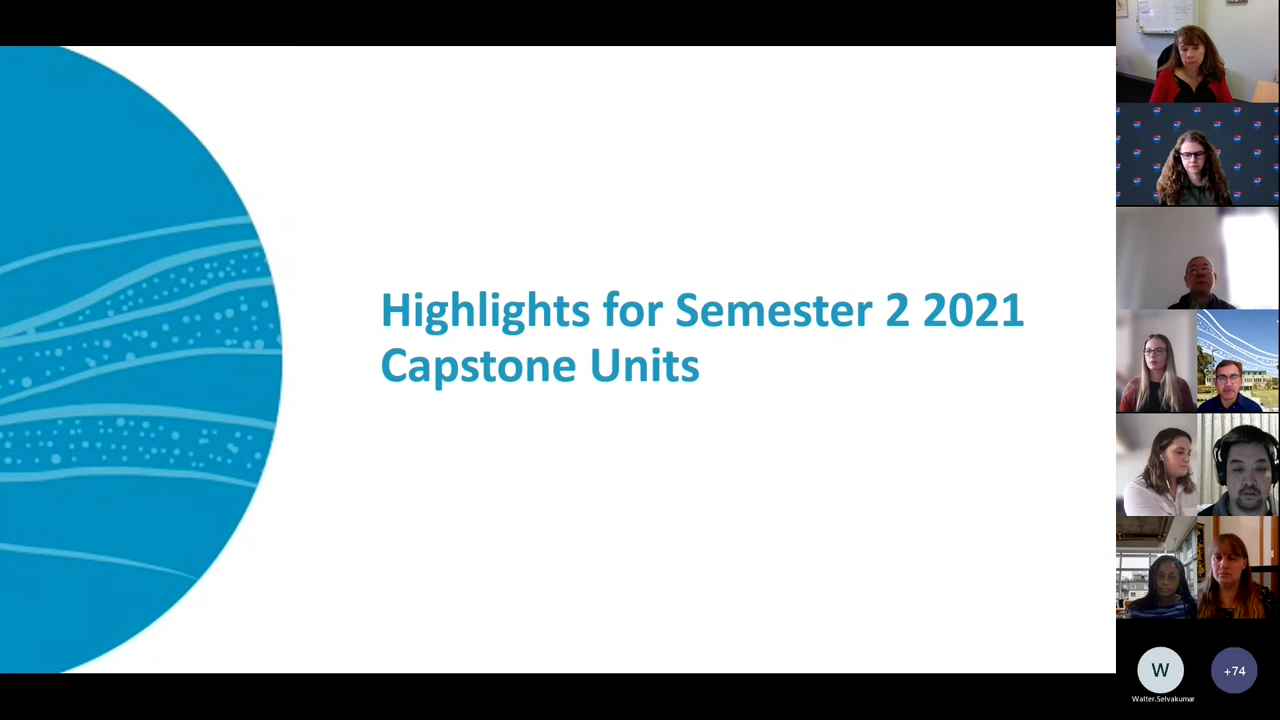 Highlights for Semester 2 2021
Capstone Units
W
+74
Walter.Selvakumar